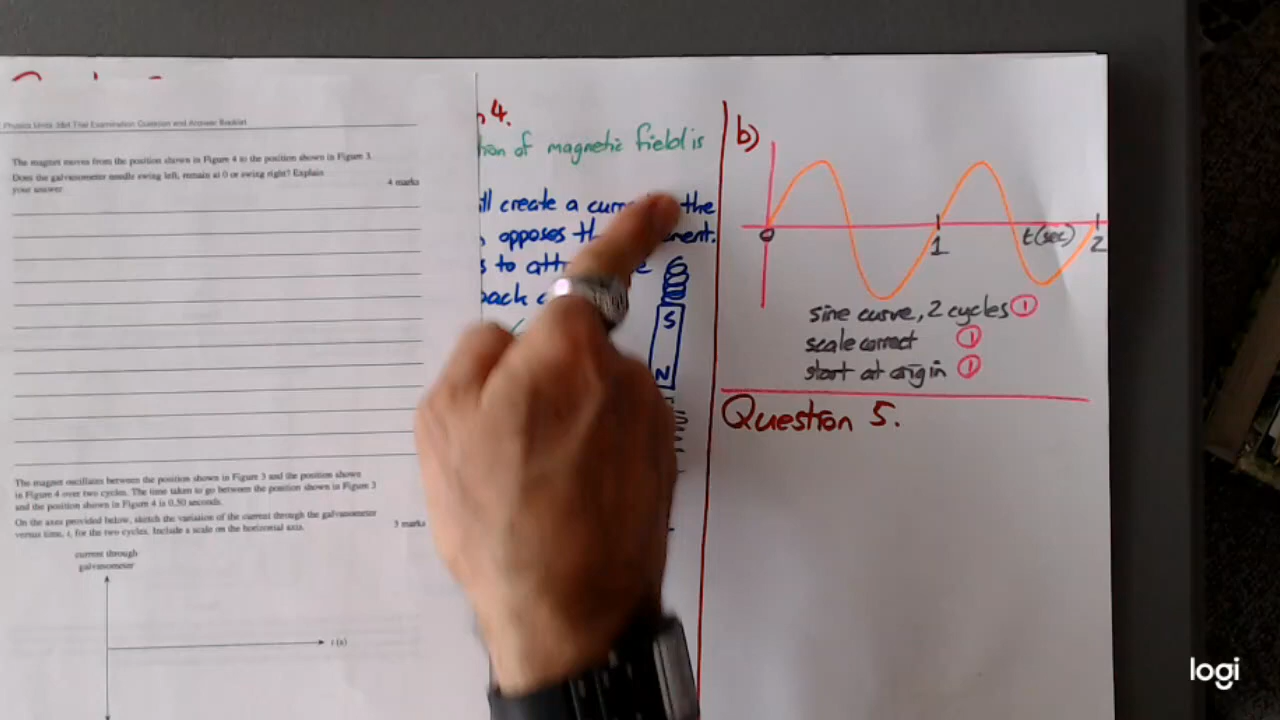 Physics Units 3&4 Trial Examination Question and Answer Booklet
The magnet moves from the position shown in Figure 4 to the position shown in Figure 3.
Does the galvanometer needle swing left, remain at 0 or swing right? Explain
your answer.
4 marks
The magnet oscillates between the position shown in Figure 3 and the position shown
in Figure 4 over two cycles. The time taken to go between the position shown in Figure 3
and the position shown in Figure 4 is 0.50 seconds.
On the axes provided below, sketch the variation of the current through the galvanometer
versus time, t, for the two cycles. Include a scale on the horizontal axis.
3 marks
current through
galvanometer
t (s)
4.
of magnetic field is
create a the
opposes
to
back
S
N
b)
0
1
t(sec)
2
sine curve, 2 cycles 1
scale correct 1
start at origin 1
Question 5.
logi